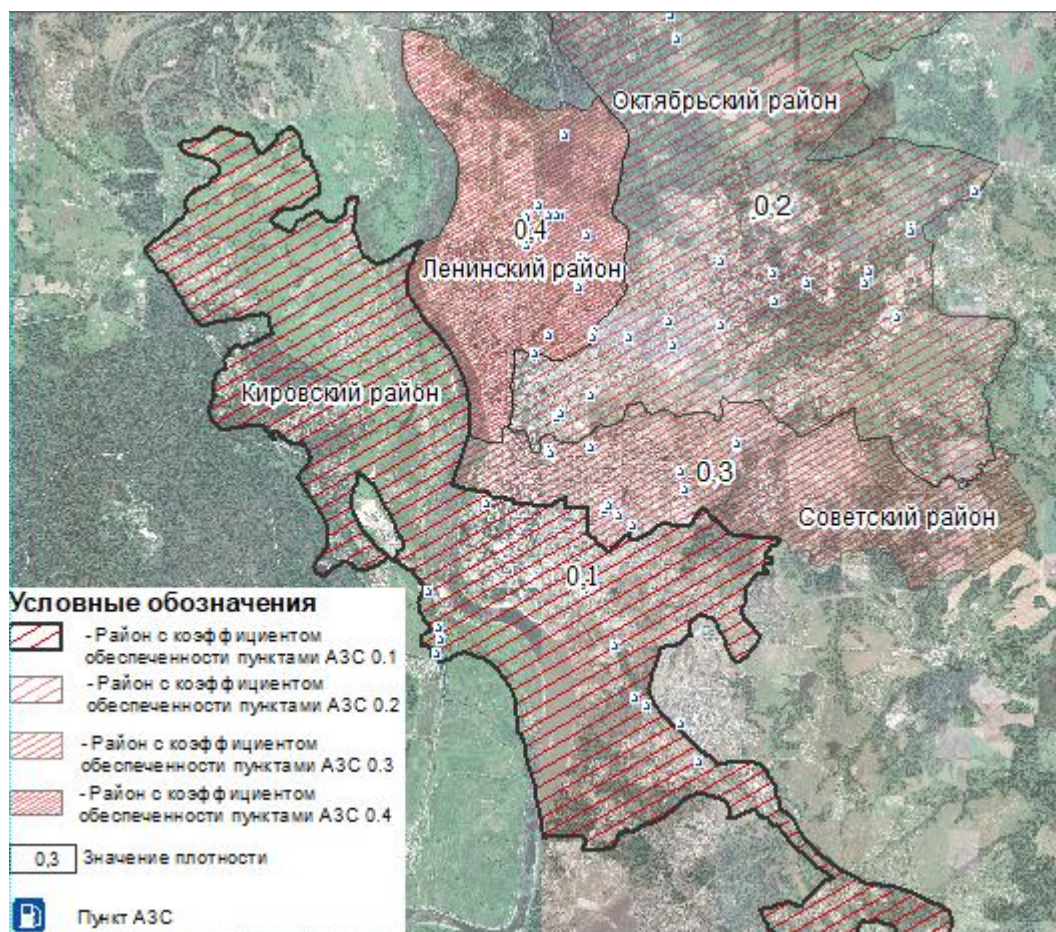 Октябрьский район
0,2
0,4
Ленинский район
Кировский район
0,3
Советский район
0,1
Условные обозначения
- Район с коэффициентом
обеспеченности пунктами АЗС 0.1
- Район с коэффициентом
обеспеченности пунктами АЗС 0.2
- Район с коэффициентом
обеспеченности пунктами АЗС 0.3
- Район с коэффициентом
обеспеченности пунктами АЗС 0.4
0,3 Значение плотности
Пункт АЗС